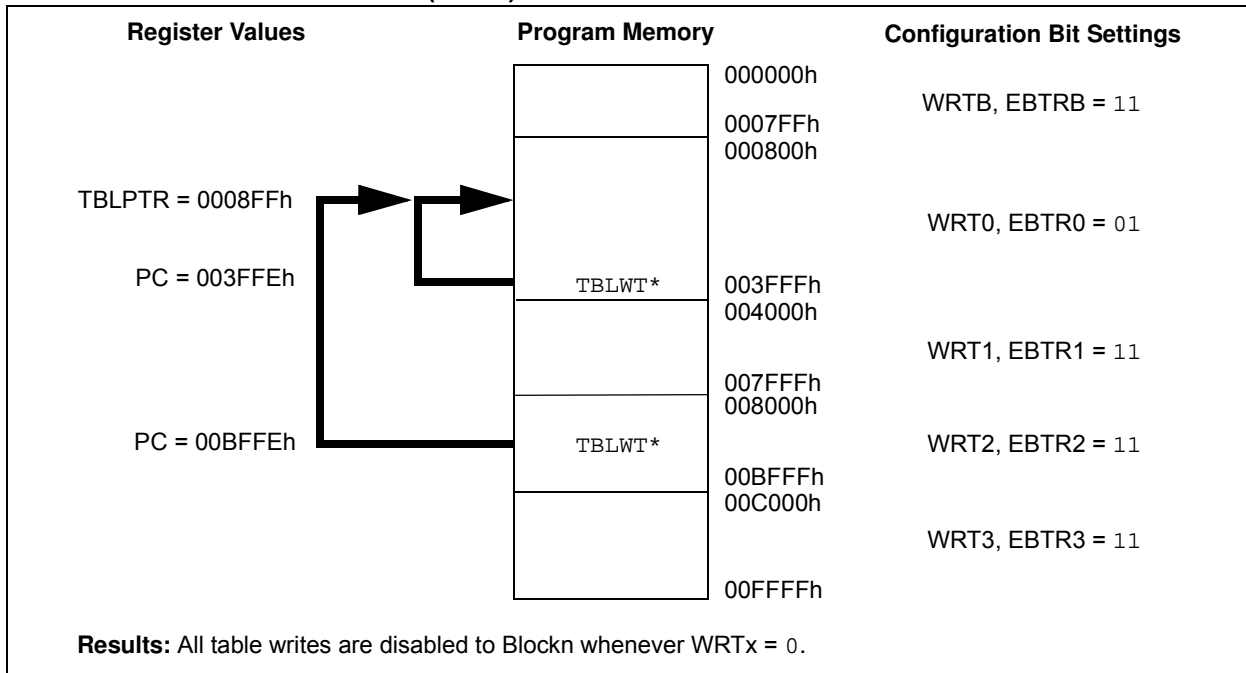 Register Values Program Memory Configuration Bit Settings
000000h
WRTB, EBTRB = 11
0007FFh
000800h
TBLPTR = 0008FFh
WRT0, EBTR0 = 01
PC = 003FFEh TBLWT* 003FFFh
004000h
WRT1, EBTR1 = 11
007FFFh
008000h
PC = 00BFFEh TBLWT* WRT2, EBTR2 = 11
00BFFFh
00C000h
WRT3, EBTR3 = 11
00FFFFh
Results: All table writes are disabled to Blockn whenever WRTx = 0.